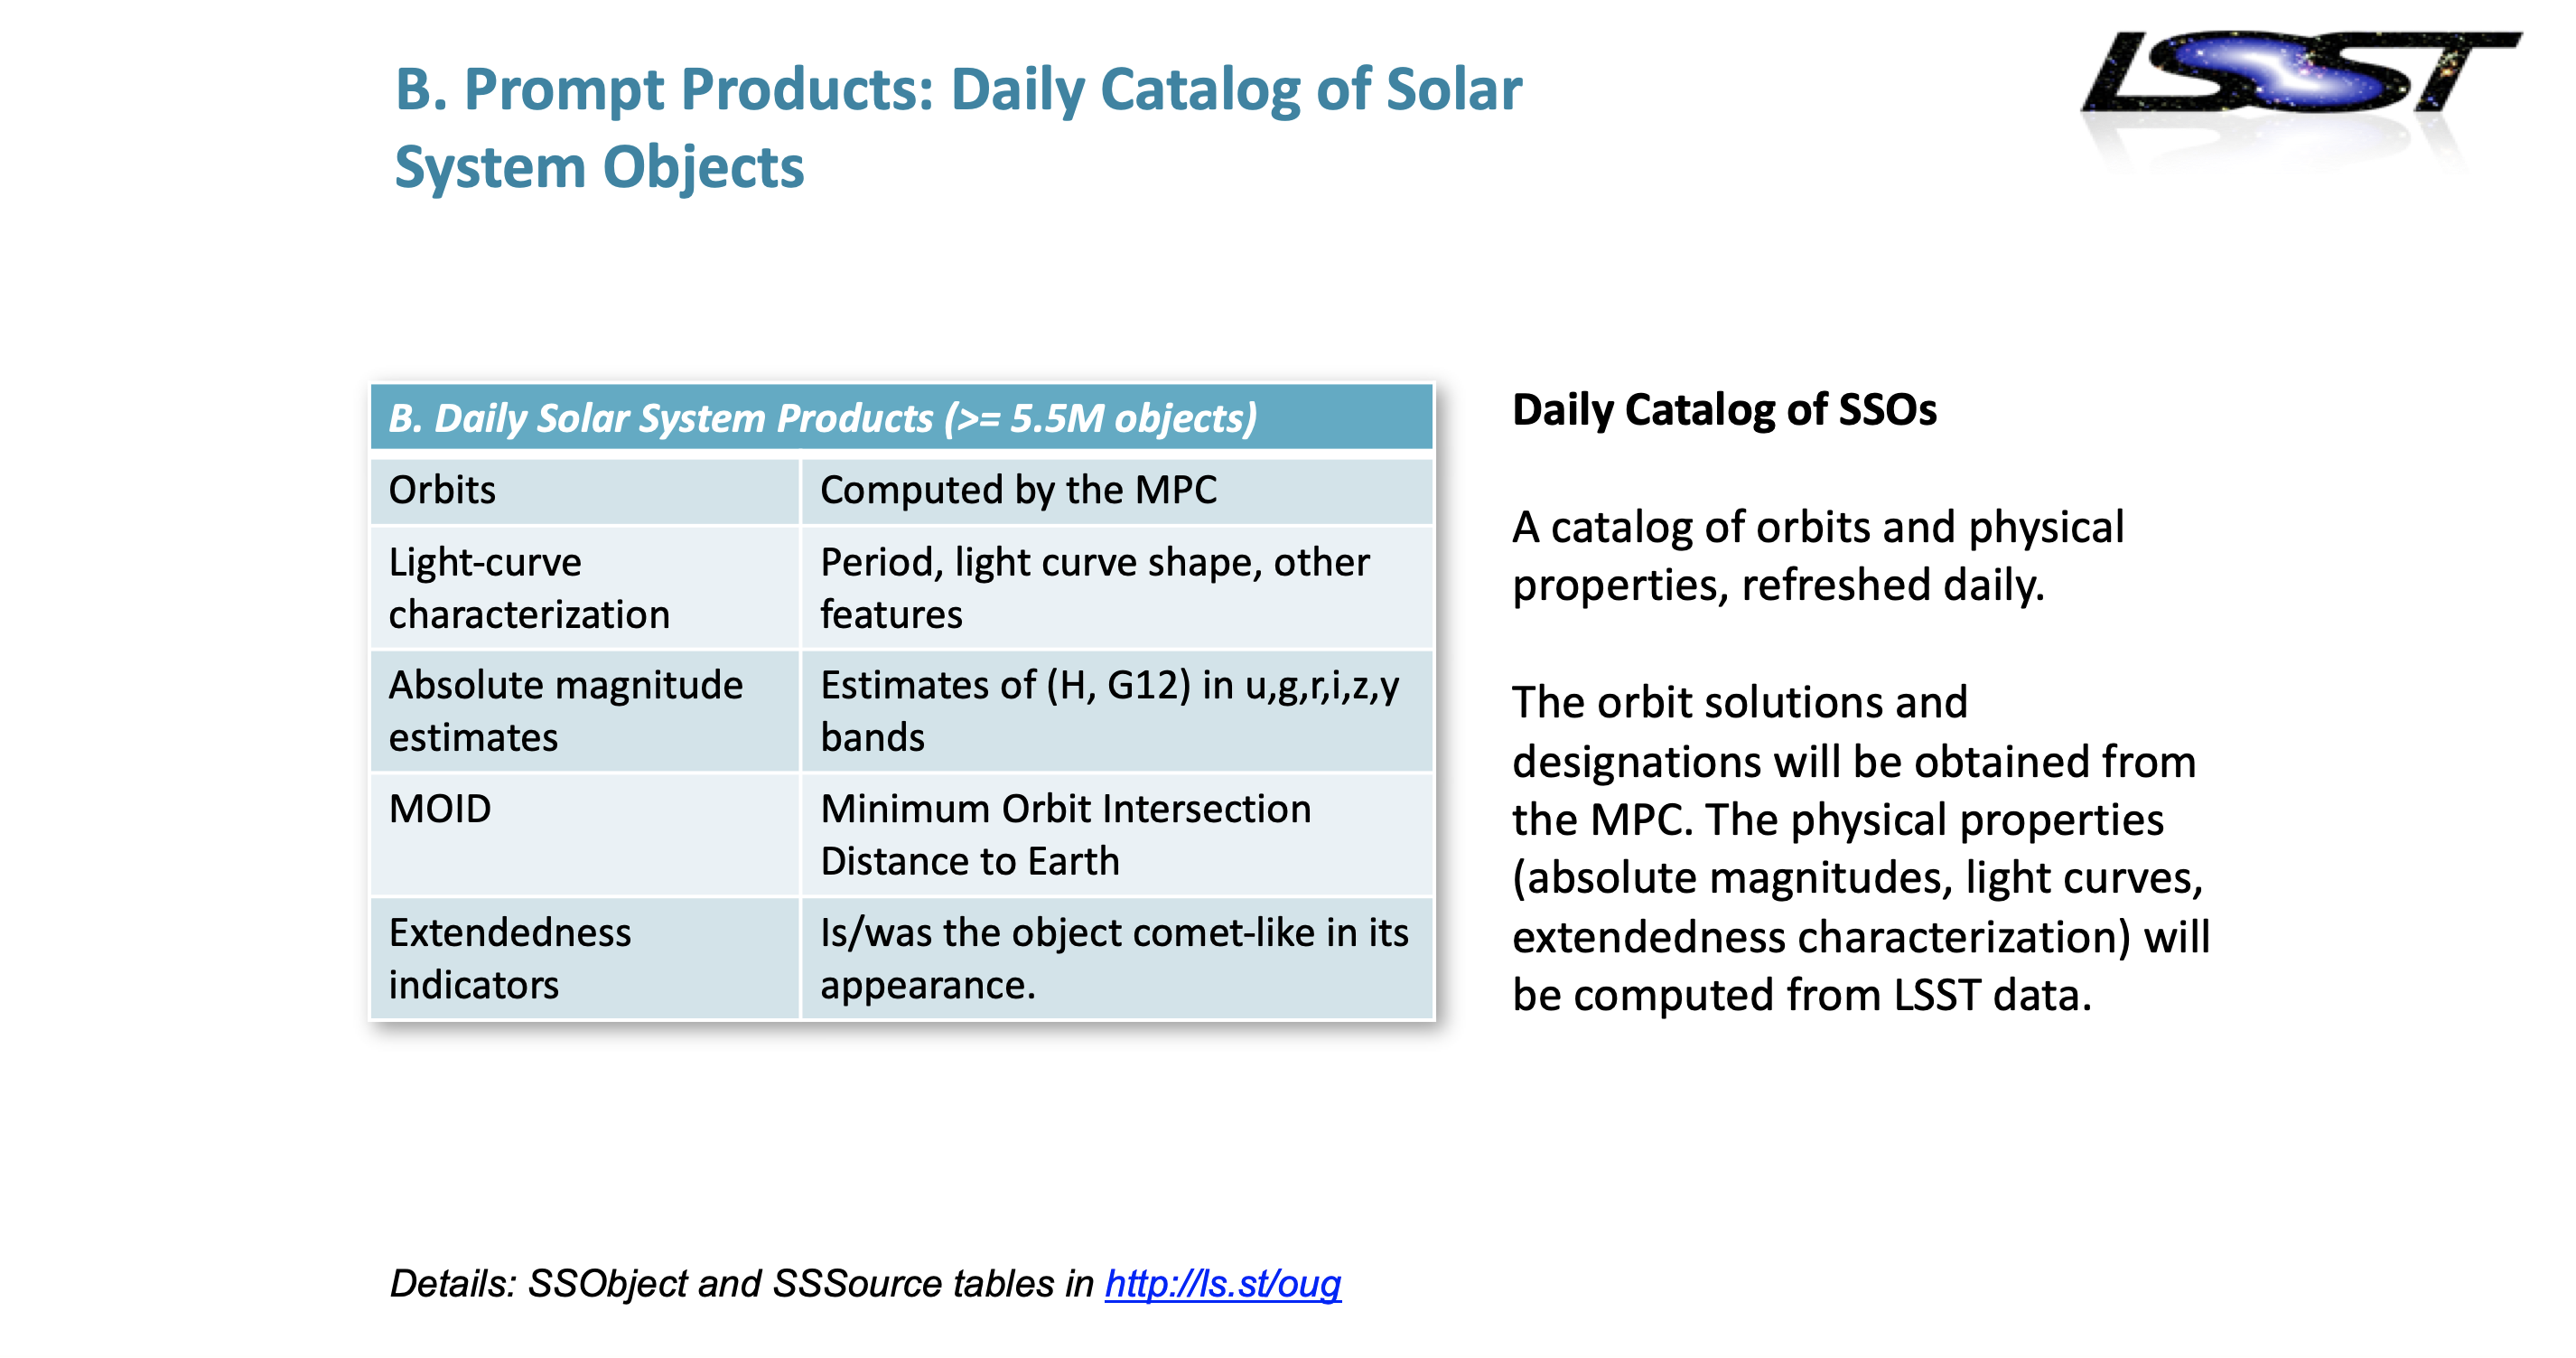 B. Prompt Products: Daily Catalog of Solar
System Objects
LSST
B. Daily Solar System Products (>= 5.5M objects)
Orbits
Computed by the MPC
Light-curve
characterization
Period, light curve shape, other
features
Absolute magnitude
estimates
Estimates of (H, G12) in u,g,r,i,z,y
bands
MOID
Minimum Orbit Intersection
Distance to Earth
Extendedness
indicators
Is/was the object comet-like in its
appearance.
Daily Catalog of SSOs
A catalog of orbits and physical
properties, refreshed daily.
The orbit solutions and
designations will be obtained from
the MPC. The physical properties
(absolute magnitudes, light curves,
extendedness characterization) will
be computed from LSST data.
Details: SSObject and SSSource tables in http://ls.st/oug